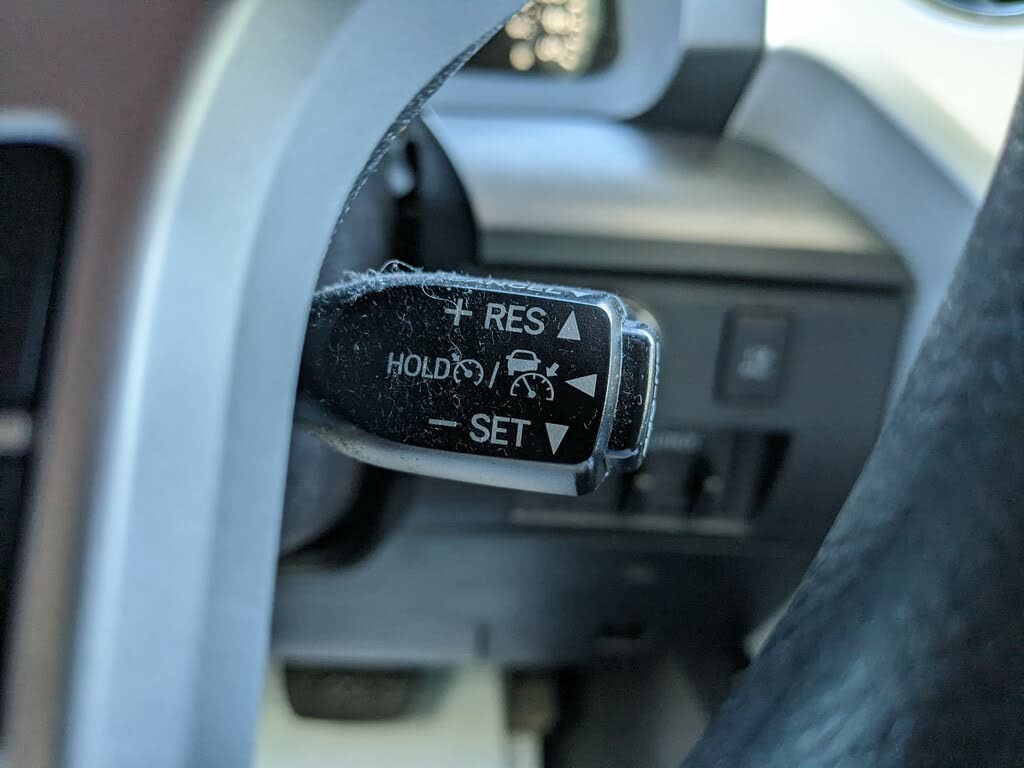 + RES
HOLD /
− SET